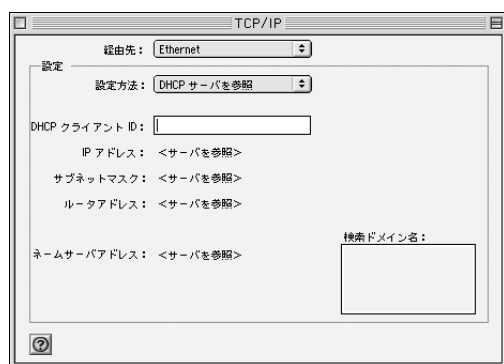 TCP/IP
経由先： Ethernet
設定
設定方法： DHCP サーバを参照
DHCP クライアント ID：
IP アドレス： <サーバを参照>
サブネットマスク： <サーバを参照>
ルータアドレス： <サーバを参照>
検索ドメイン名：
ネームサーバアドレス： <サーバを参照>
?